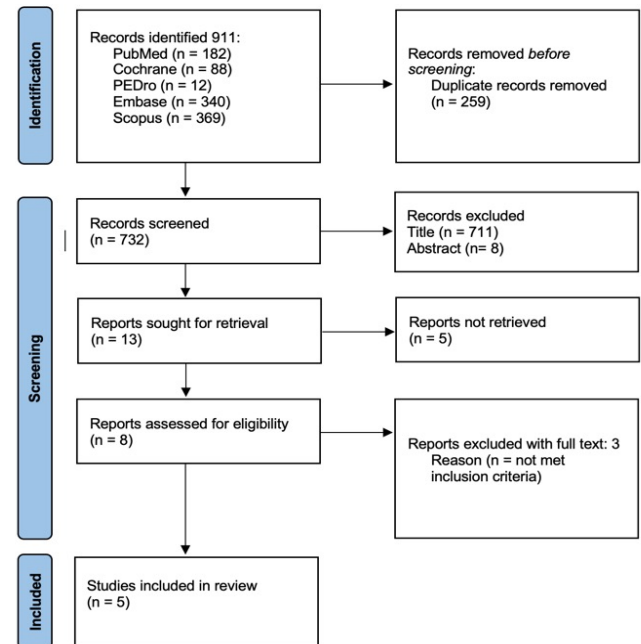 Identification
Records identified 911:
PubMed (n = 182)
Cochrane (n = 88)
PEDro (n = 12)
Embase (n = 340)
Scopus (n = 369)
Records removed before
screening:
Duplicate records removed
(n = 259)
Screening
Records screened
(n = 732)
Records excluded
Title (n = 711)
Abstract (n= 8)
Reports sought for retrieval
(n = 13)
Reports not retrieved
(n = 5)
Reports assessed for eligibility
(n = 8)
Reports excluded with full text: 3
Reason (n = not met
inclusion criteria)
Included
Studies included in review
(n = 5)